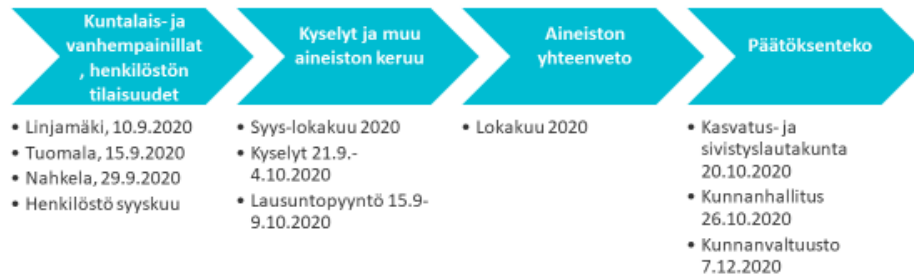 Kuntalais- ja
vanhempainillat
, henkilöstön
tilaisuudet
• Linjamäki, 10.9.2020
• Tuomala, 15.9.2020
• Nahkela, 29.9.2020
• Henkilöstö syyskuu
Kyselyt ja muu
aineiston keruu
• Syys-lokakuu 2020
• Kyselyt 21.9.-
4.10.2020
• Lausuntopyyntö 15.9-
9.10.2020
Aineiston
yhteenveto
• Lokakuu 2020
Päätöksenteko
• Kasvatus- ja
sivistyslautakunta
20.10.2020
• Kunnanhallitus
26.10.2020
• Kunnanvaltuusto
7.12.2020